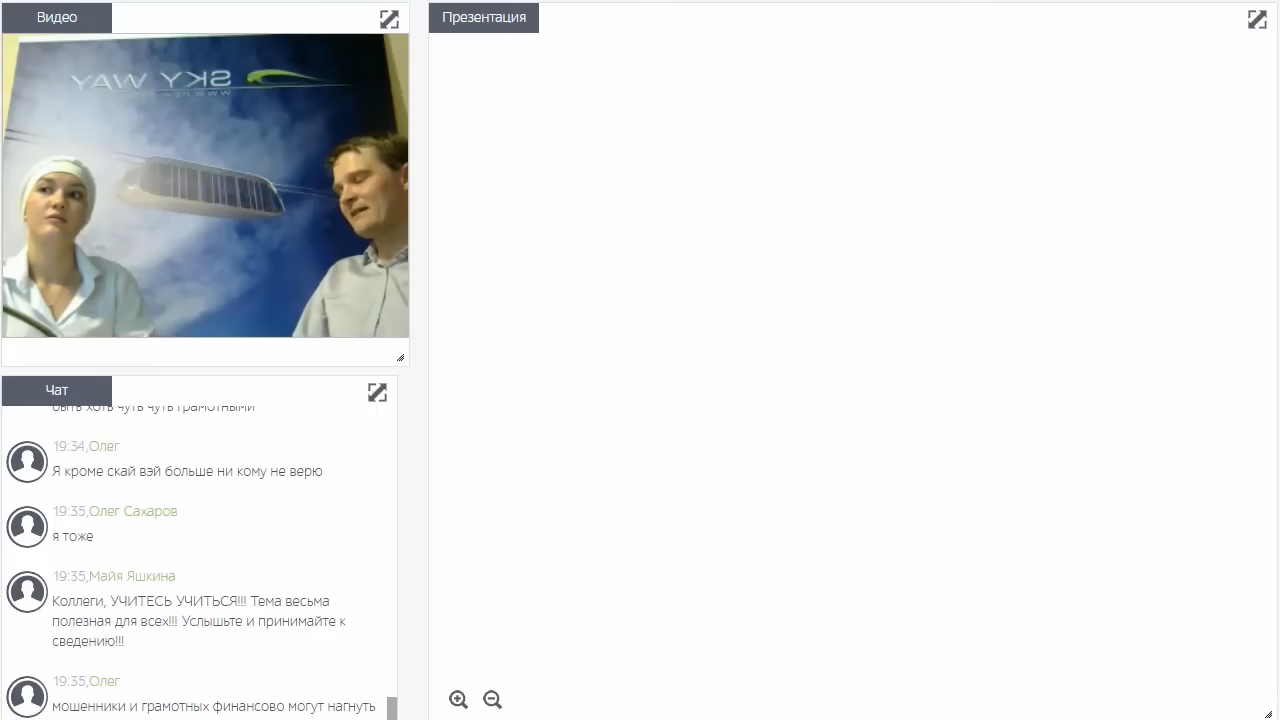 Видео
SKY WAY
Презентация
Чат
быть хоть чуть чуть грамотными
19:34,Олег
Я кроме скай вэй больше ни кому не верю
19:35,Олег Сахаров
я тоже
19:35,Майя Яшкина
Коллеги, УЧИТЕСЬ УЧИТЬСЯ!!! Тема весьма
полезная для всех!!! Услышьте и принимайте к
сведению!!!
19:35,Олег
мошенники и грамотных финансово могут нагнуть